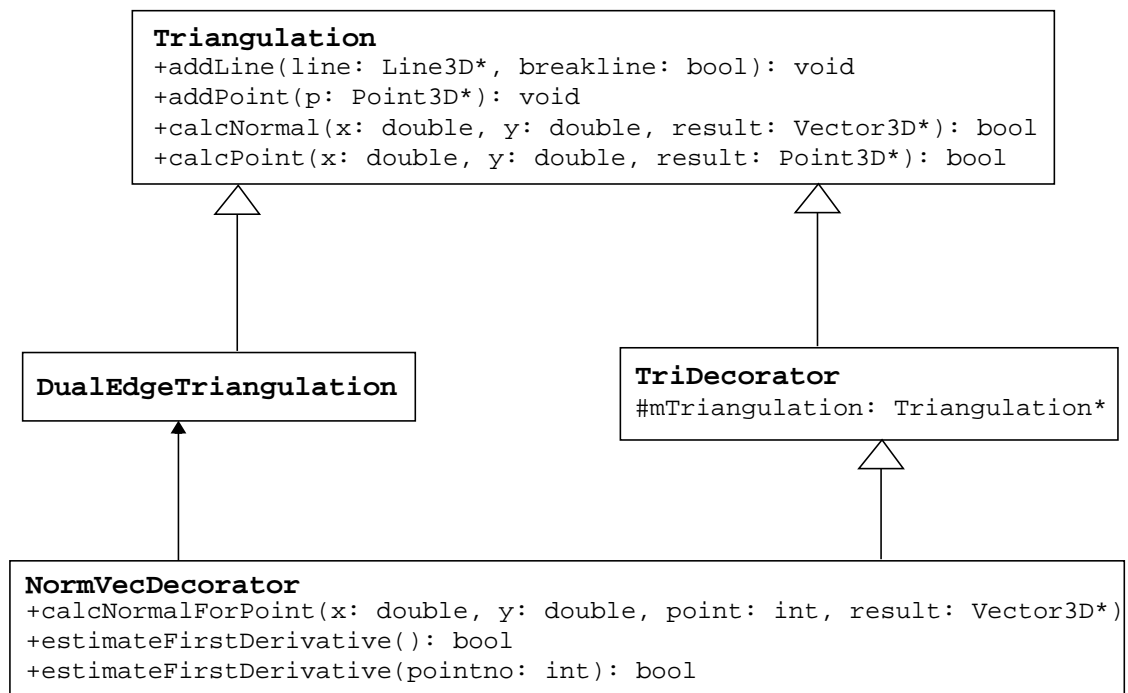 Triangulation
+addLine(line: Line3D*, breakline: bool): void
+addPoint(p: Point3D*): void
+calcNormal(x: double, y: double, result: Vector3D*): bool
+calcPoint(x: double, y: double, result: Point3D*): bool
DualEdgeTriangulation
TriDecorator
#mTriangulation: Triangulation*
NormVecDecorator
+calcNormalForPoint(x: double, y: double, point: int, result: Vector3D*)
+estimateFirstDerivative(): bool
+estimateFirstDerivative(pointno: int): bool